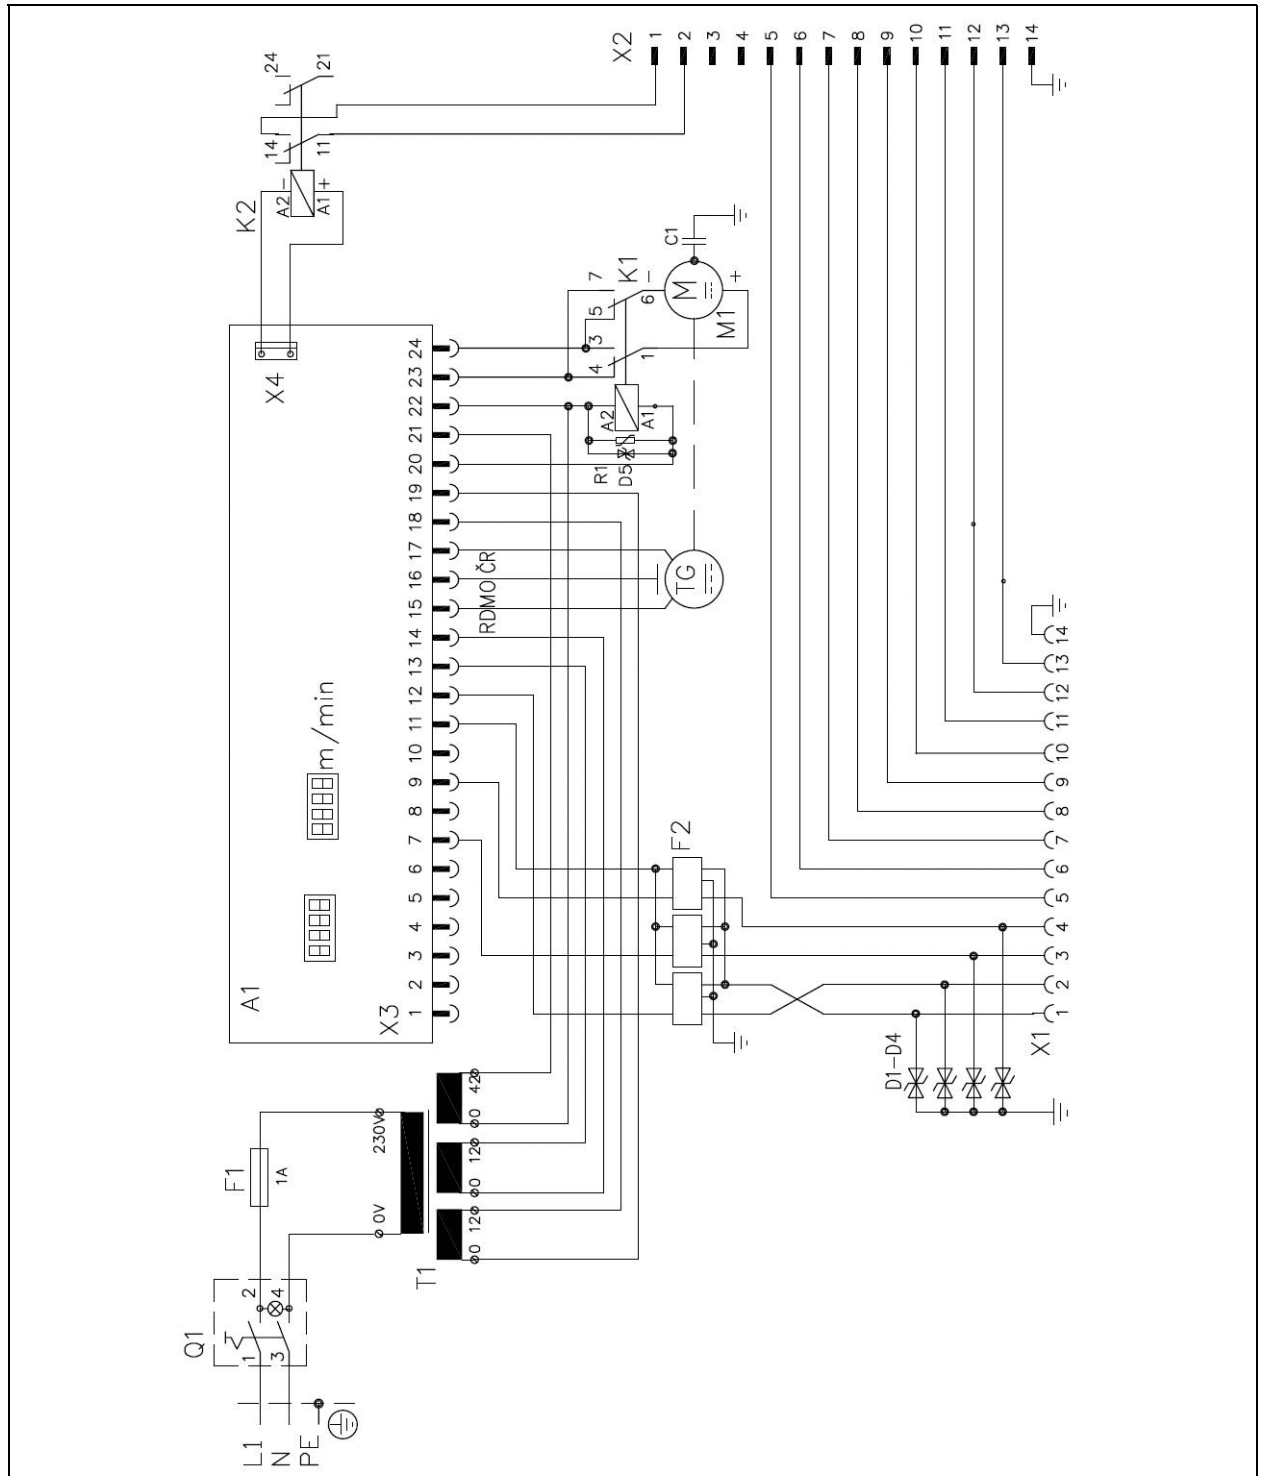 X2
1 2 3 4 5 6 7 8 9 10 11 12 13 14
24 21
14 11
K2
A2 −
A1 +
X4
A1
m/min
X3
1 2 3 4 5 6 7 8 9 10 11 12 13 14 15 16 17 18 19 20 21 22 23 24
RDMO ČR
K1
7
5
6
3
4
1
A2
A1
R1
D5
C1
M
M1
−
+
TG
F2
D1-D4
X1
1 2 3 4 5 6 7 8 9 10 11 12 13 14
T1
0V 230V
0 12 0 12 0 42
F1
1A
Q1
1 2
3 4
L1
N
PE